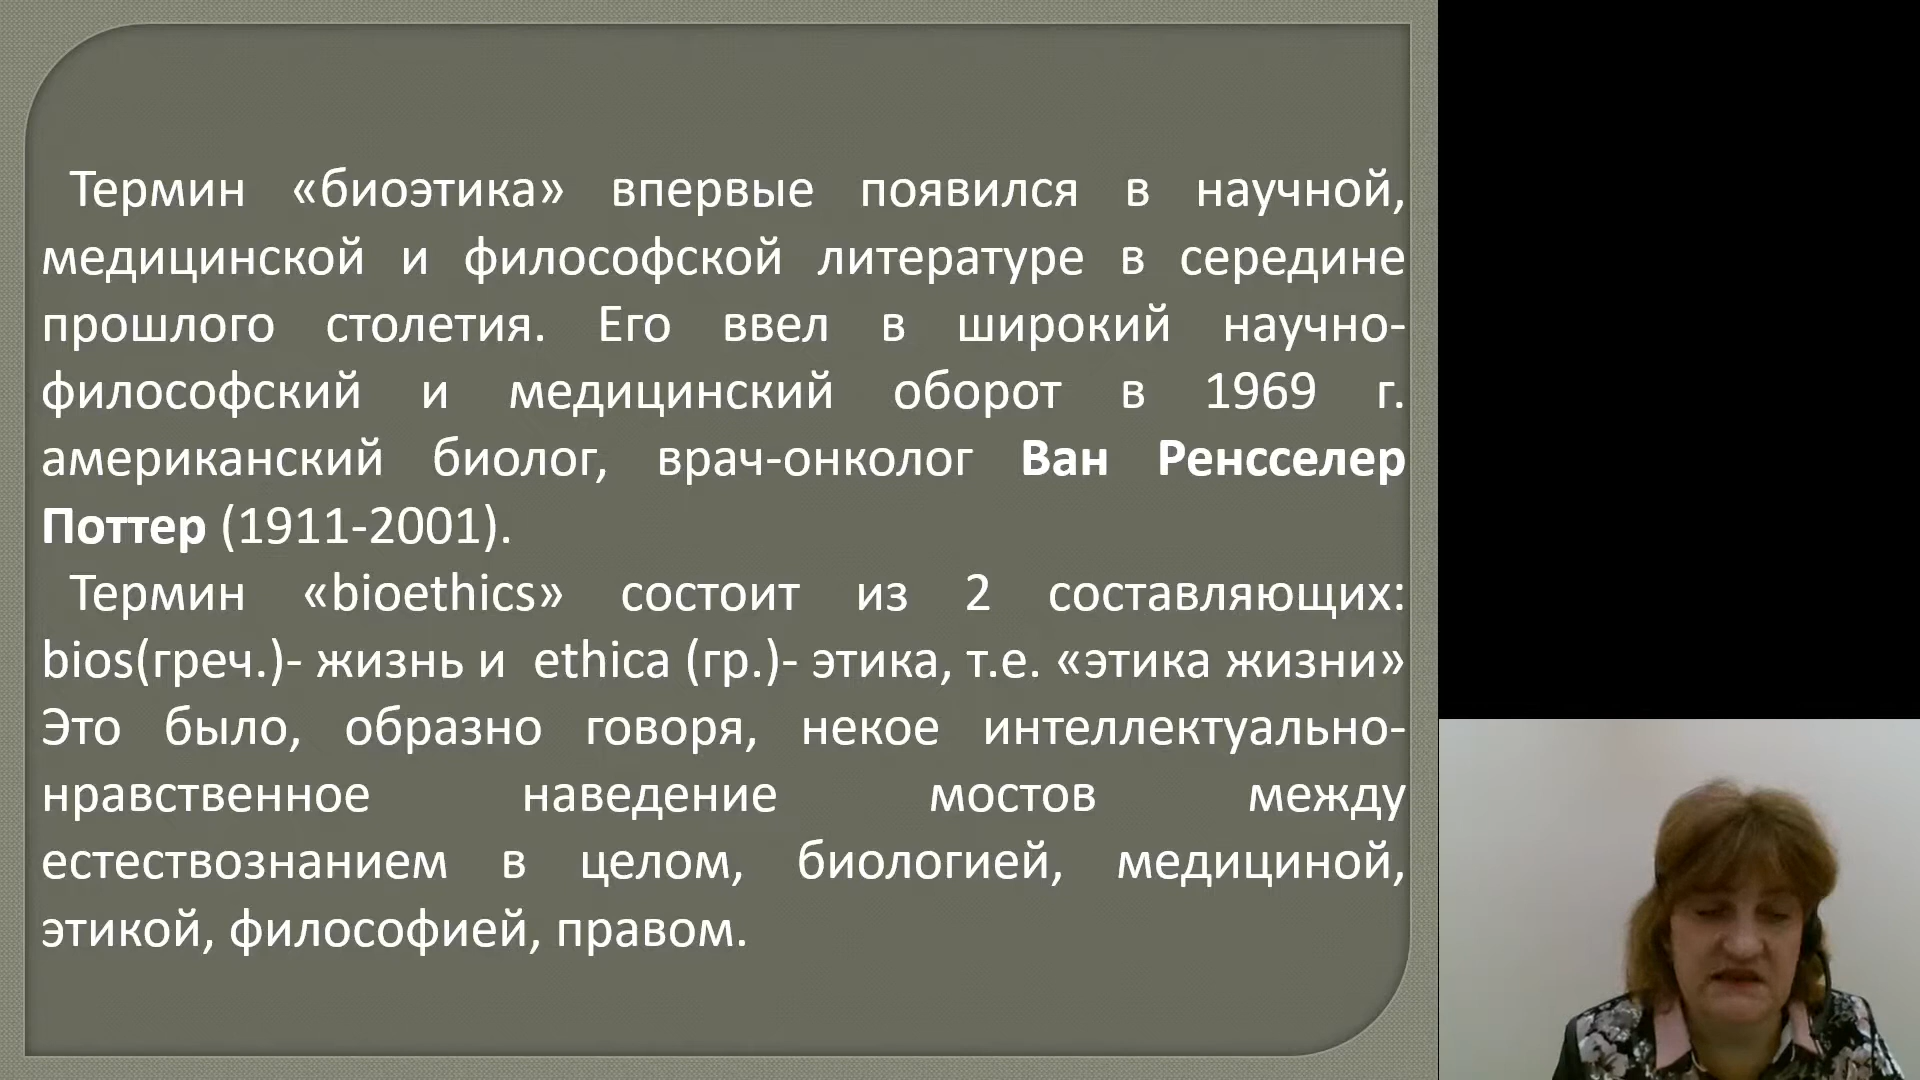 Термин «биоэтика» впервые появился в научной,
медицинской и философской литературе в середине
прошлого столетия. Его ввел в широкий научно-
философский и медицинский оборот в 1969 г.
американский биолог, врач-онколог Ван Ренсселер
Поттер (1911-2001).
Термин «bioethics» состоит из 2 составляющих:
bios(греч.)- жизнь и ethica (гр.)- этика, т.е. «этика жизни»
Это было, образно говоря, некое интеллектуально-
нравственное наведение мостов между
естествознанием в целом, биологией, медициной,
этикой, философией, правом.